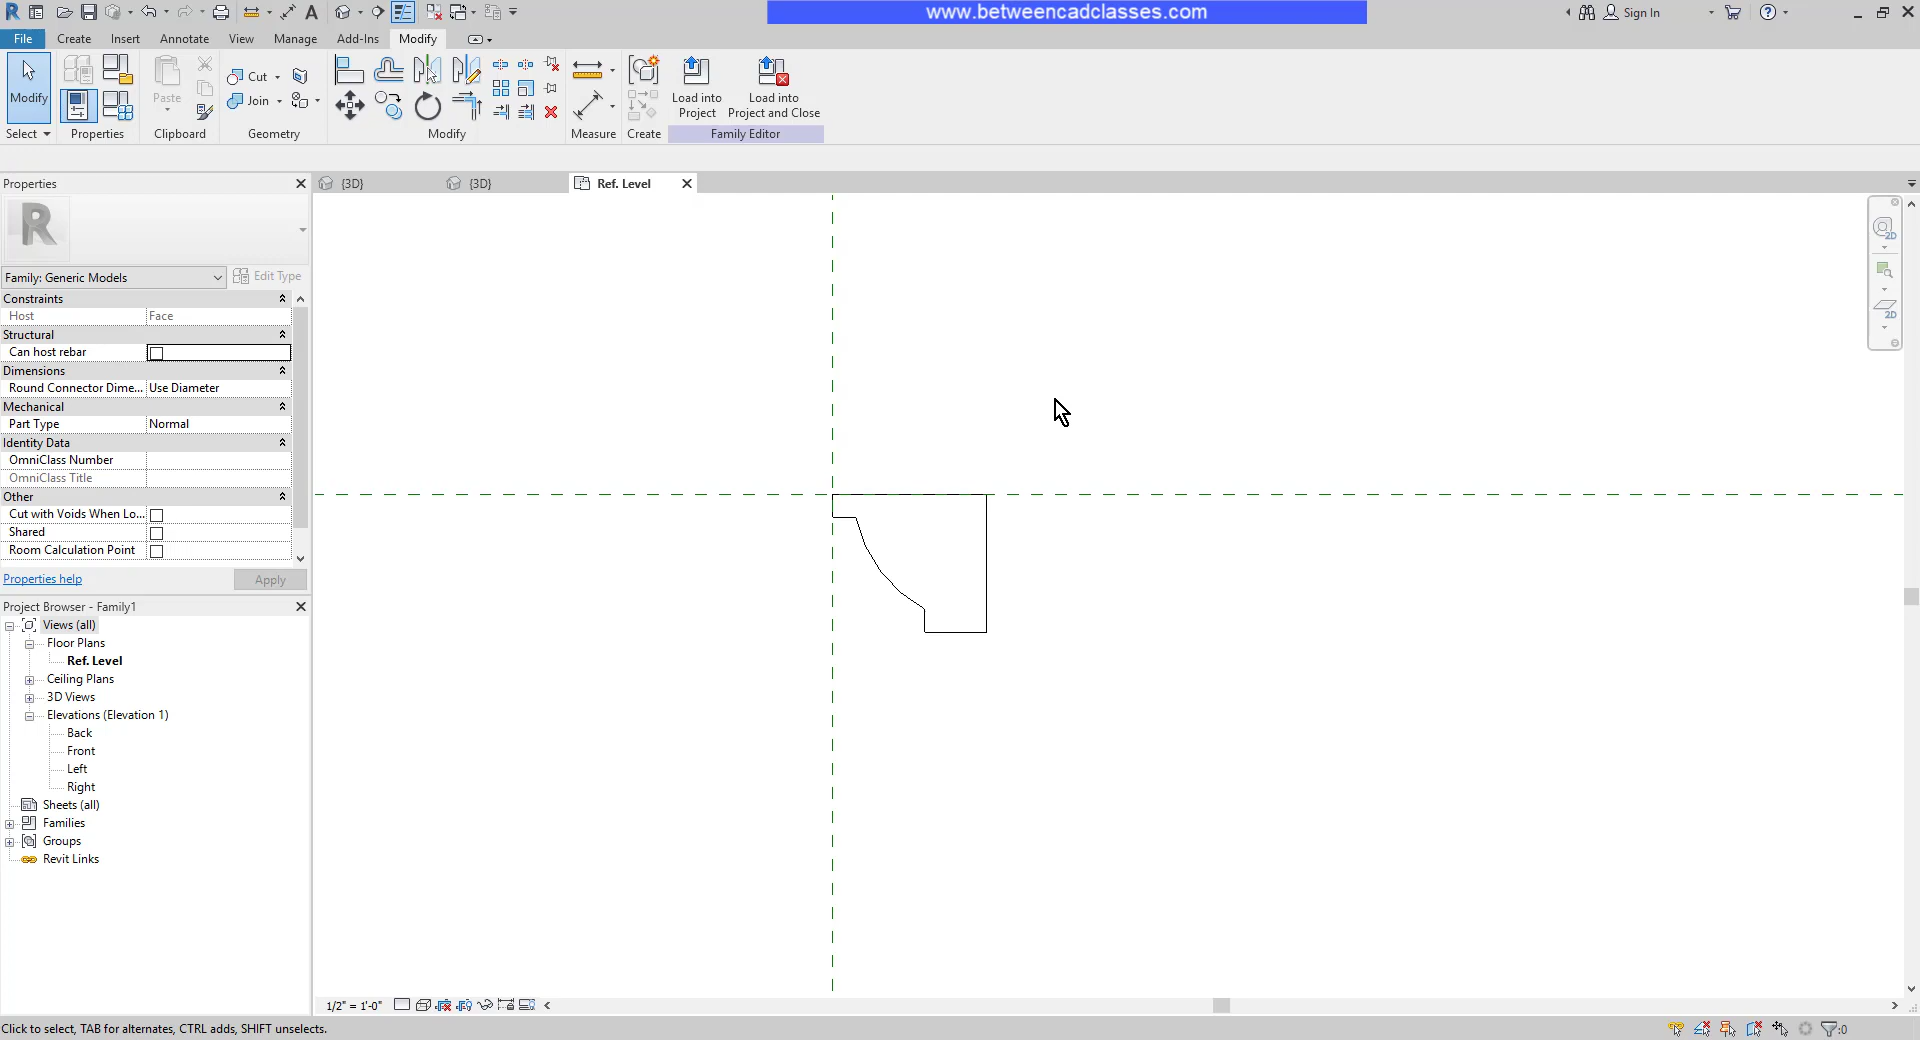 www.betweencadclasses.com
Sign In
File
Create
Insert
Annotate
View
Manage
Add-Ins
Modify
Modify
Paste
Cut
Join
Load into
Project
Load into
Project and Close
Select
Properties
Clipboard
Geometry
Modify
Measure
Create
Family Editor
Properties
{3D}
{3D}
Ref. Level
Family: Generic Models
Edit Type
Constraints
Host
Face
Structural
Can host rebar
Dimensions
Round Connector Dime...
Use Diameter
Mechanical
Part Type
Normal
Identity Data
OmniClass Number
OmniClass Title
Other
Cut with Voids When Lo...
Shared
Room Calculation Point
Properties help
Apply
Project Browser - Family1
Views (all)
Floor Plans
Ref. Level
Ceiling Plans
3D Views
Elevations (Elevation 1)
Back
Front
Left
Right
Sheets (all)
Families
Groups
Revit Links
2D
2D
1/2" = 1'-0"
Click to select, TAB for alternates, CTRL adds, SHIFT unselects.
:0